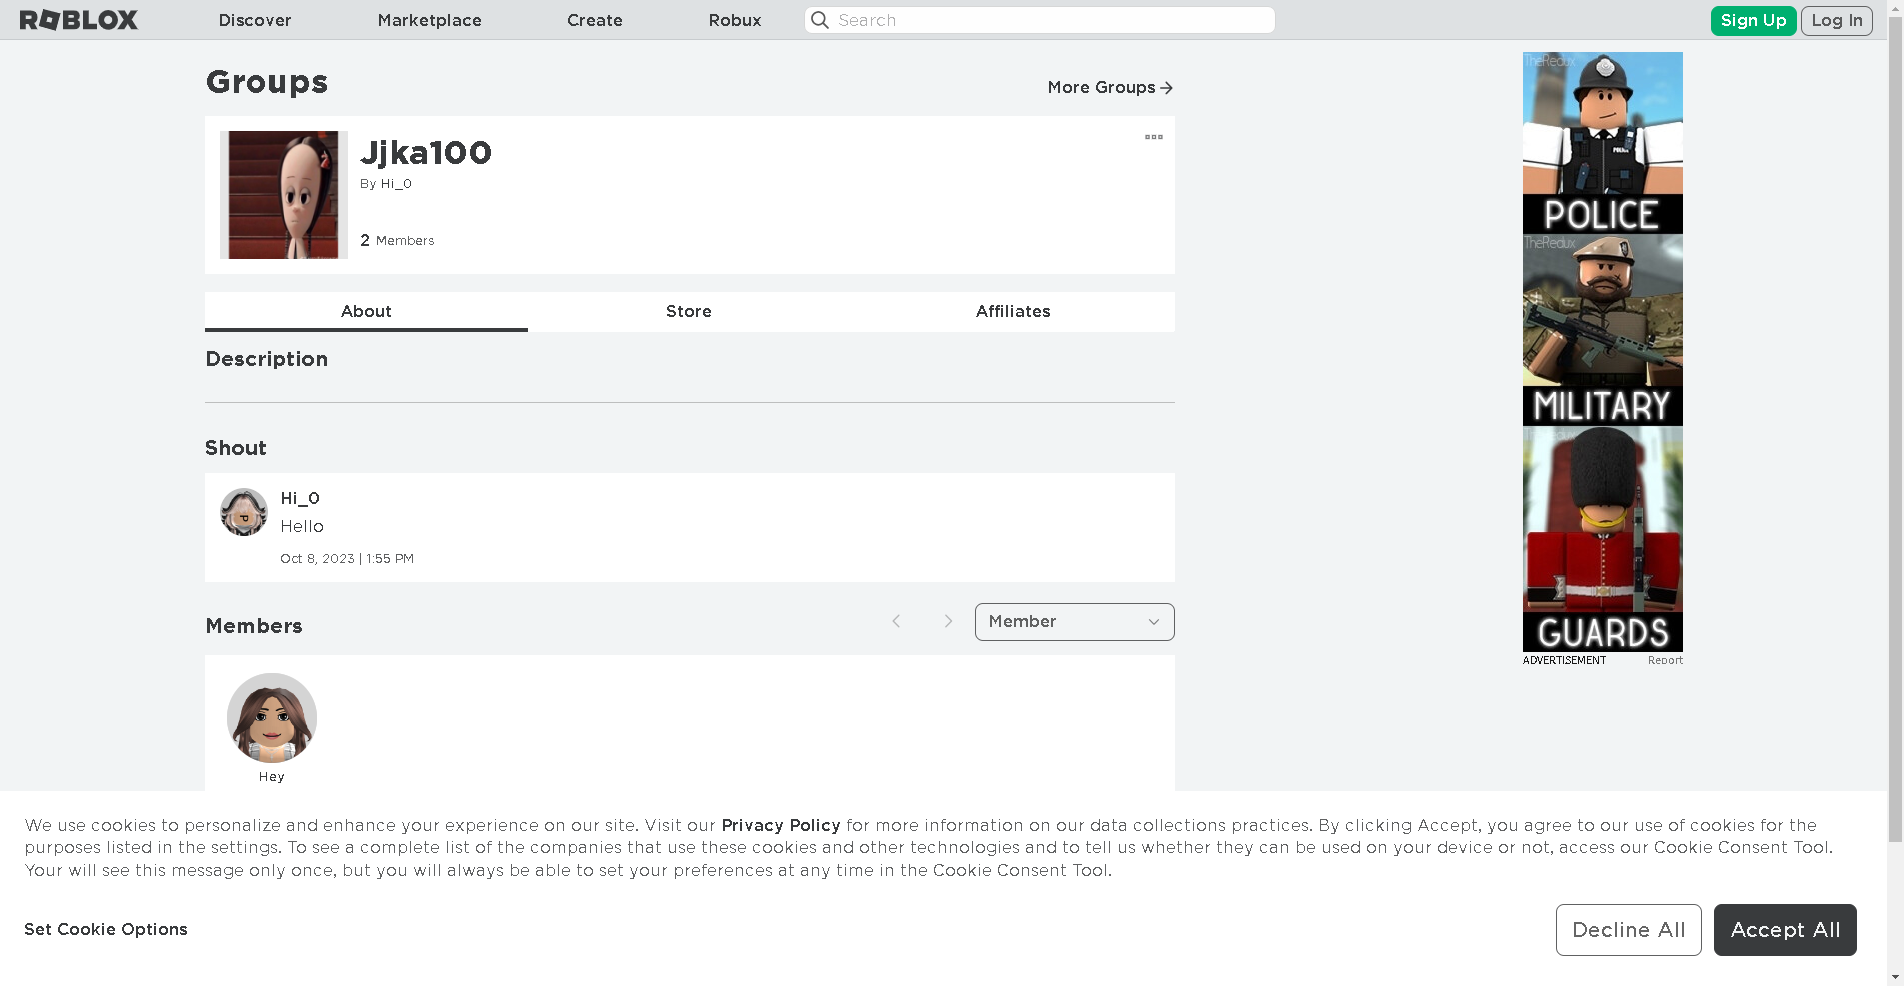 ROBLOX
Discover
Marketplace
Create
Robux
Search
Sign Up
Log In
Groups
More Groups
Jjka100
By Hi_0
2 Members
About
Store
Affiliates
Description
Shout
Hi_0
Hello
Oct 8, 2023 | 1:55 PM
Members
Member
Hey
TheRedux
POLICE
POLICE
TheRedux
MILITARY
TheRedux
GUARDS
ADVERTISEMENT
Report
We use cookies to personalize and enhance your experience on our site. Visit our Privacy Policy for more information on our data collections practices. By clicking Accept, you agree to our use of cookies for the
purposes listed in the settings. To see a complete list of the companies that use these cookies and other technologies and to tell us whether they can be used on your device or not, access our Cookie Consent Tool.
Your will see this message only once, but you will always be able to set your preferences at any time in the Cookie Consent Tool.
Set Cookie Options
Decline All
Accept All